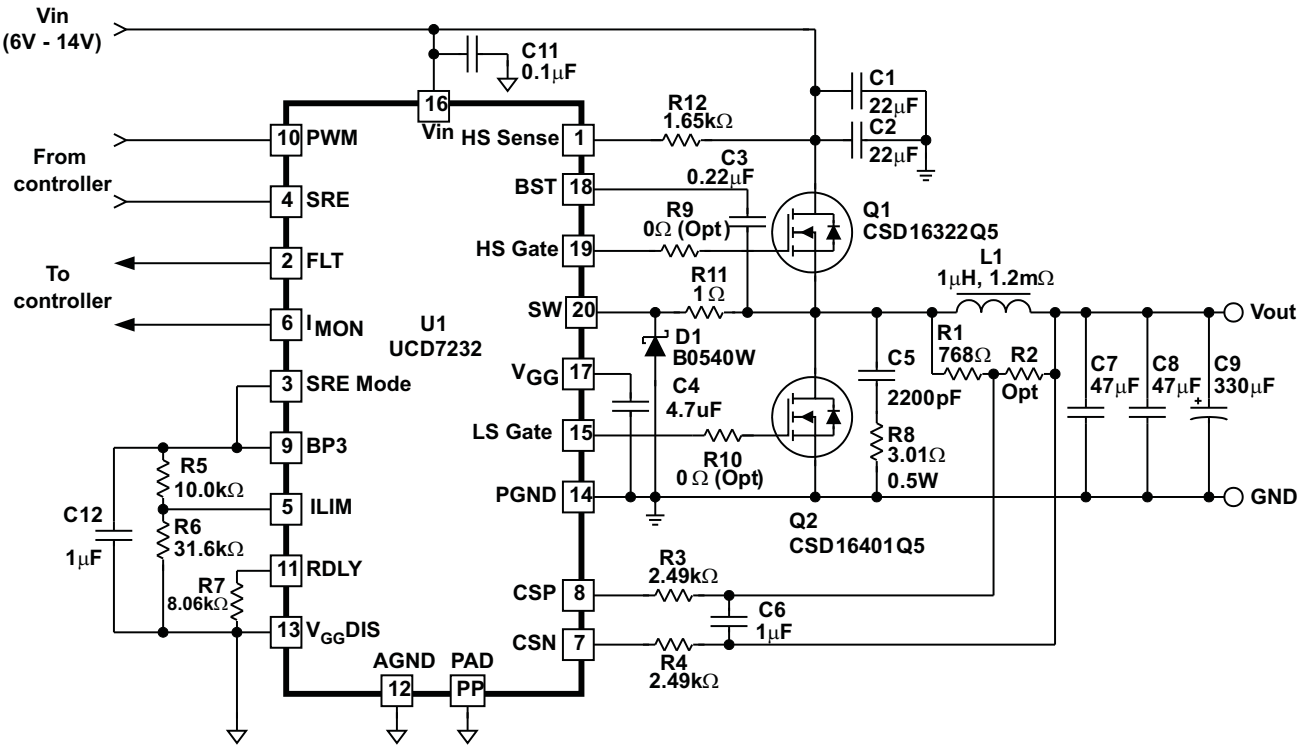 Vin
(6V - 14V)
C11
0.1μF
16
Vin
C1
22μF
C2
22μF
R12
1.65kΩ
10 PWM
HS Sense 1
From
controller
C3
0.22μF
BST 18
4 SRE
R9
0Ω (Opt)
Q1
CSD16322Q5
HS Gate 19
2 FLT
To
controller
R11
1Ω
L1
1μH, 1.2mΩ
SW 20
Vout
6 IMON
U1
UCD7232
D1
B0540W
R1
768Ω
R2
Opt
C5
2200pF
C7
47μF
C8
47μF
C9
330μF
+
VGG 17
3 SRE Mode
C4
4.7uF
LS Gate 15
9 BP3
R10
0 Ω (Opt)
R8
3.01Ω
0.5W
R5
10.0kΩ
PGND 14
GND
5 ILIM
C12
1μF
R6
31.6kΩ
Q2
CSD16401Q5
11 RDLY
R7
8.06kΩ
R3
2.49kΩ
CSP 8
C6
1μF
13 VGGDIS
CSN 7
R4
2.49kΩ
AGND
PAD
12
PP